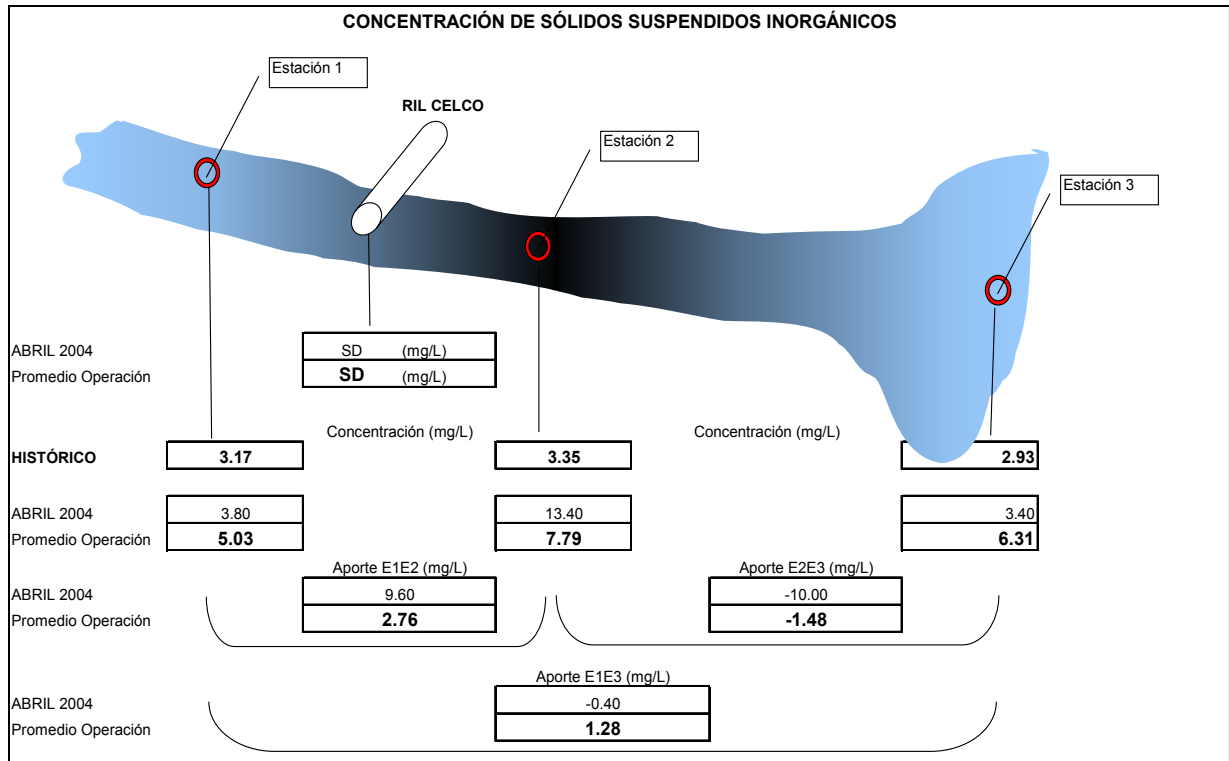 CONCENTRACIÓN DE SÓLIDOS SUSPENDIDOS INORGÁNICOS
Estación 1
RIL CELCO
Estación 2
Estación 3
ABRIL 2004 SD (mg/L)
Promedio Operación SD (mg/L)
Concentración (mg/L) Concentración (mg/L)
HISTÓRICO 3.17 3.35 2.93
ABRIL 2004 3.80 13.40 3.40
Promedio Operación 5.03 7.79 6.31
Aporte E1E2 (mg/L) Aporte E2E3 (mg/L)
ABRIL 2004 9.60 -10.00
Promedio Operación 2.76 -1.48
Aporte E1E3 (mg/L)
ABRIL 2004 -0.40
Promedio Operación 1.28